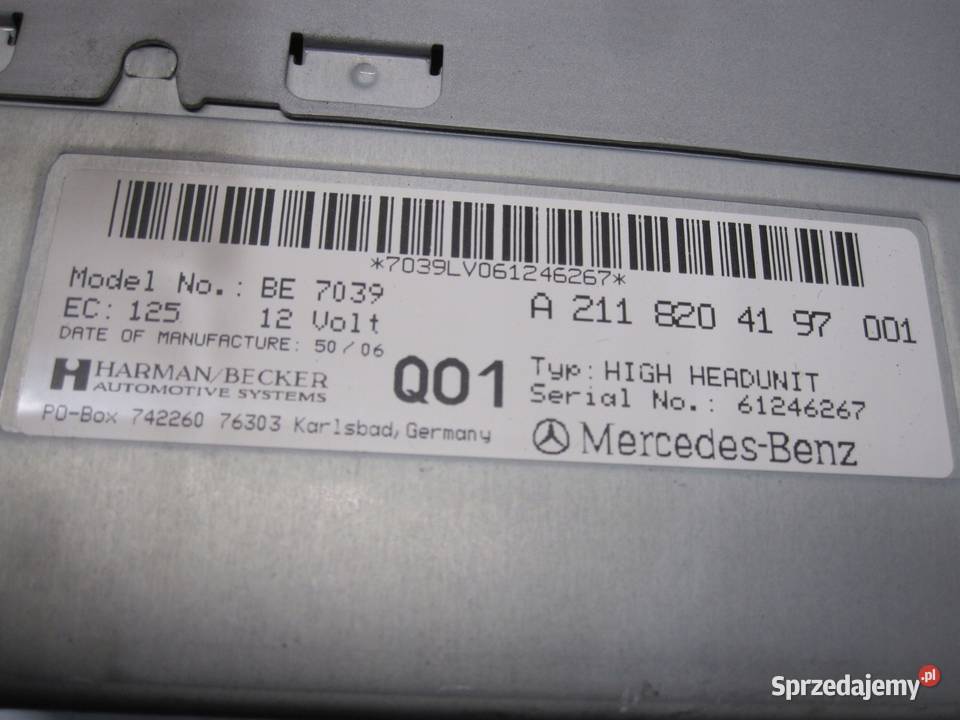 *7039LV061246267*
Model No.: BE 7039
EC: 125 12 Volt
DATE OF MANUFACTURE: 50/06
A 211 820 41 97 001
HARMAN/BECKER
AUTOMOTIVE SYSTEMS
Q01
Typ: HIGH HEADUNIT
Serial No.: 61246267
PO-Box 742260 76303 Karlsbad, Germany
Mercedes-Benz
Sprzedajemy.pl